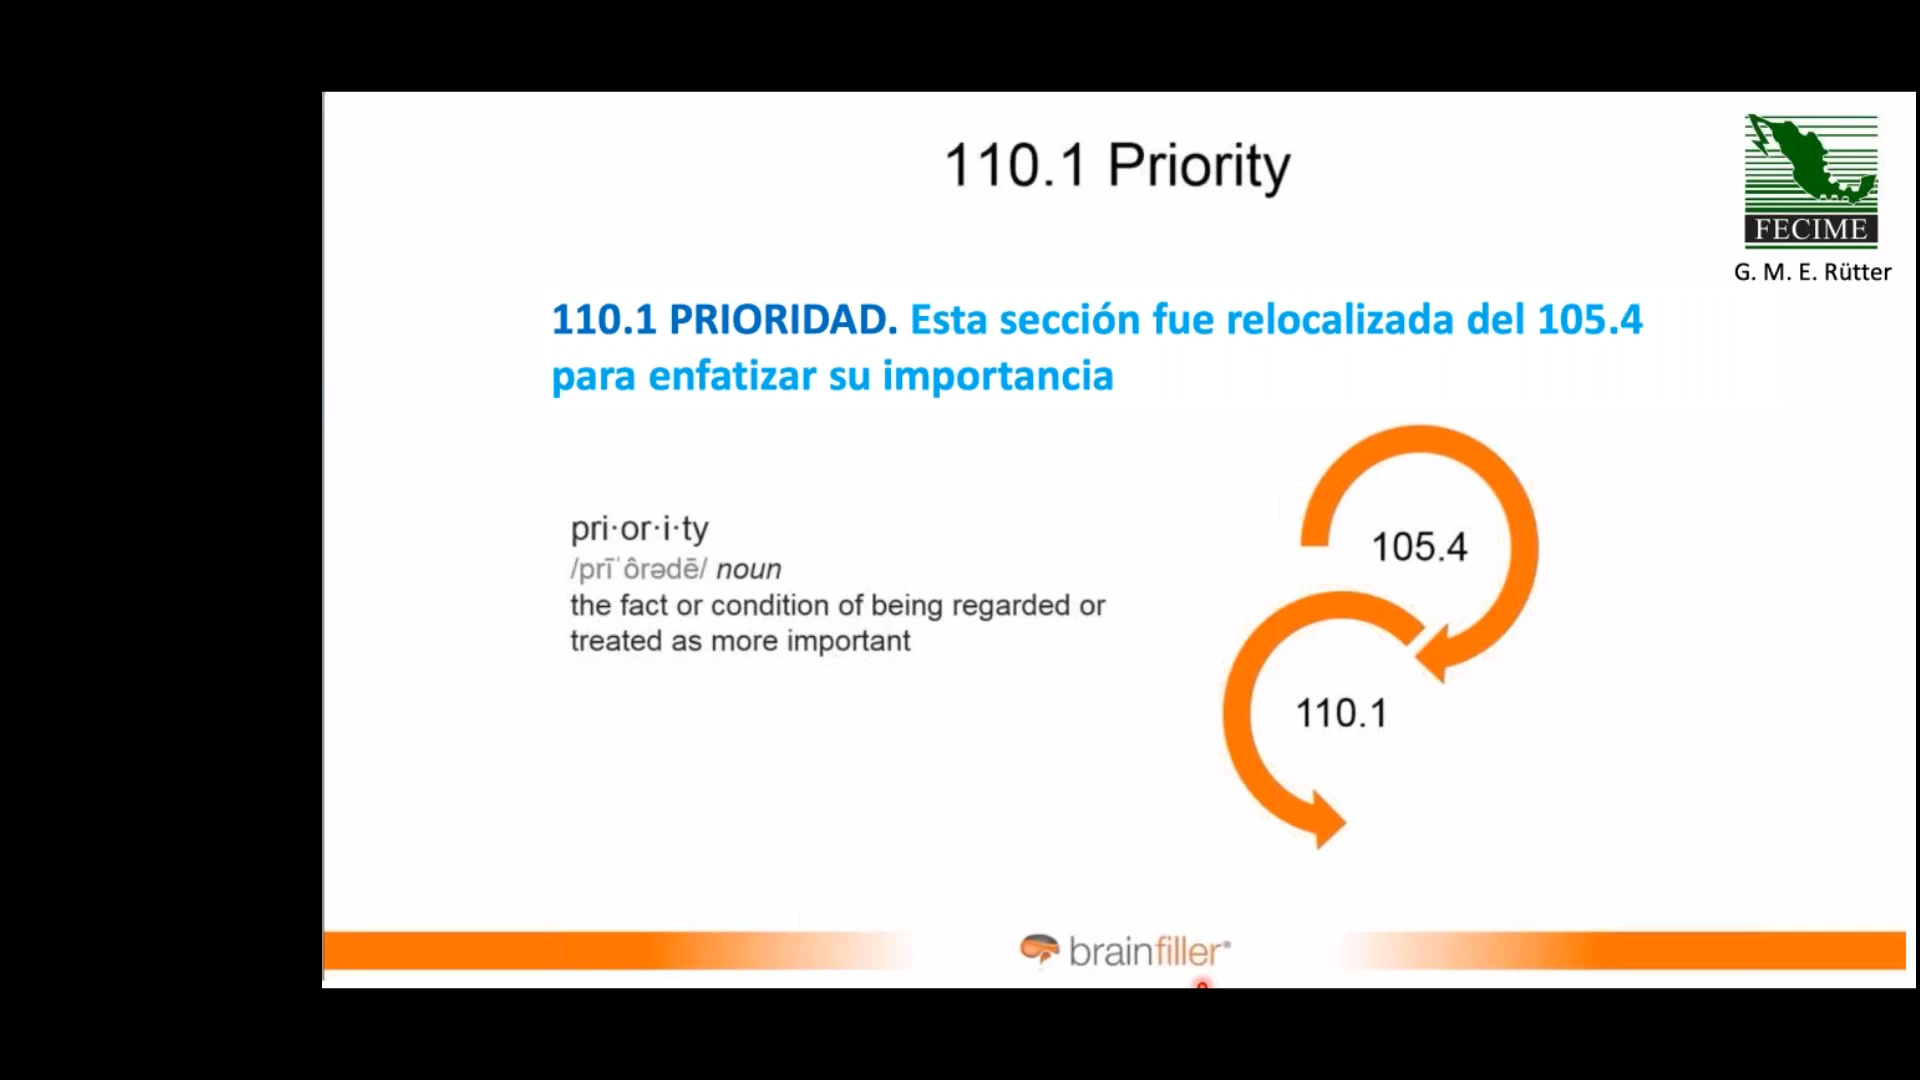 110.1 Priority
FECIME
G. M. E. Rütter
110.1 PRIORIDAD. Esta sección fue relocalizada del 105.4
para enfatizar su importancia
pri·or·i·ty
/prīˈôrədē/ noun
the fact or condition of being regarded or
treated as more important
105.4
110.1
brainfiller®